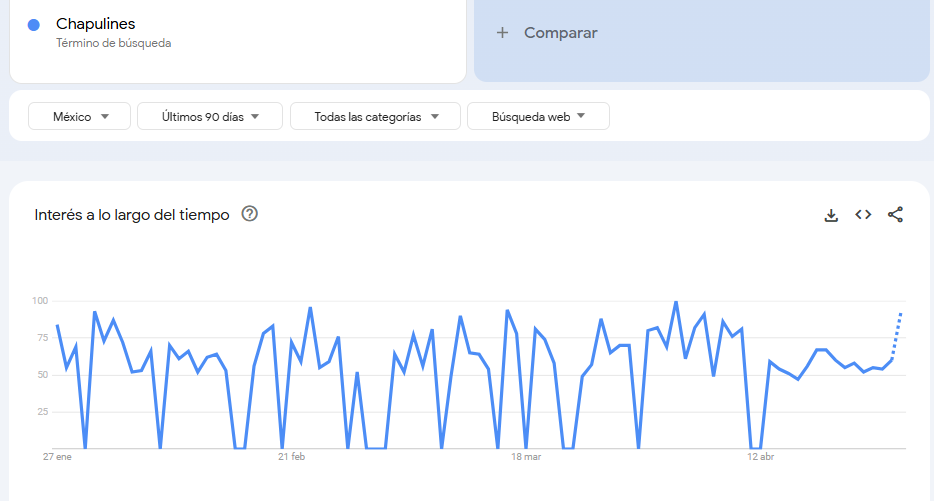 Chapulines
Término de búsqueda
+ Comparar
México
Últimos 90 días
Todas las categorías
Búsqueda web
Interés a lo largo del tiempo
100
75
50
25
27 ene
21 feb
18 mar
12 abr